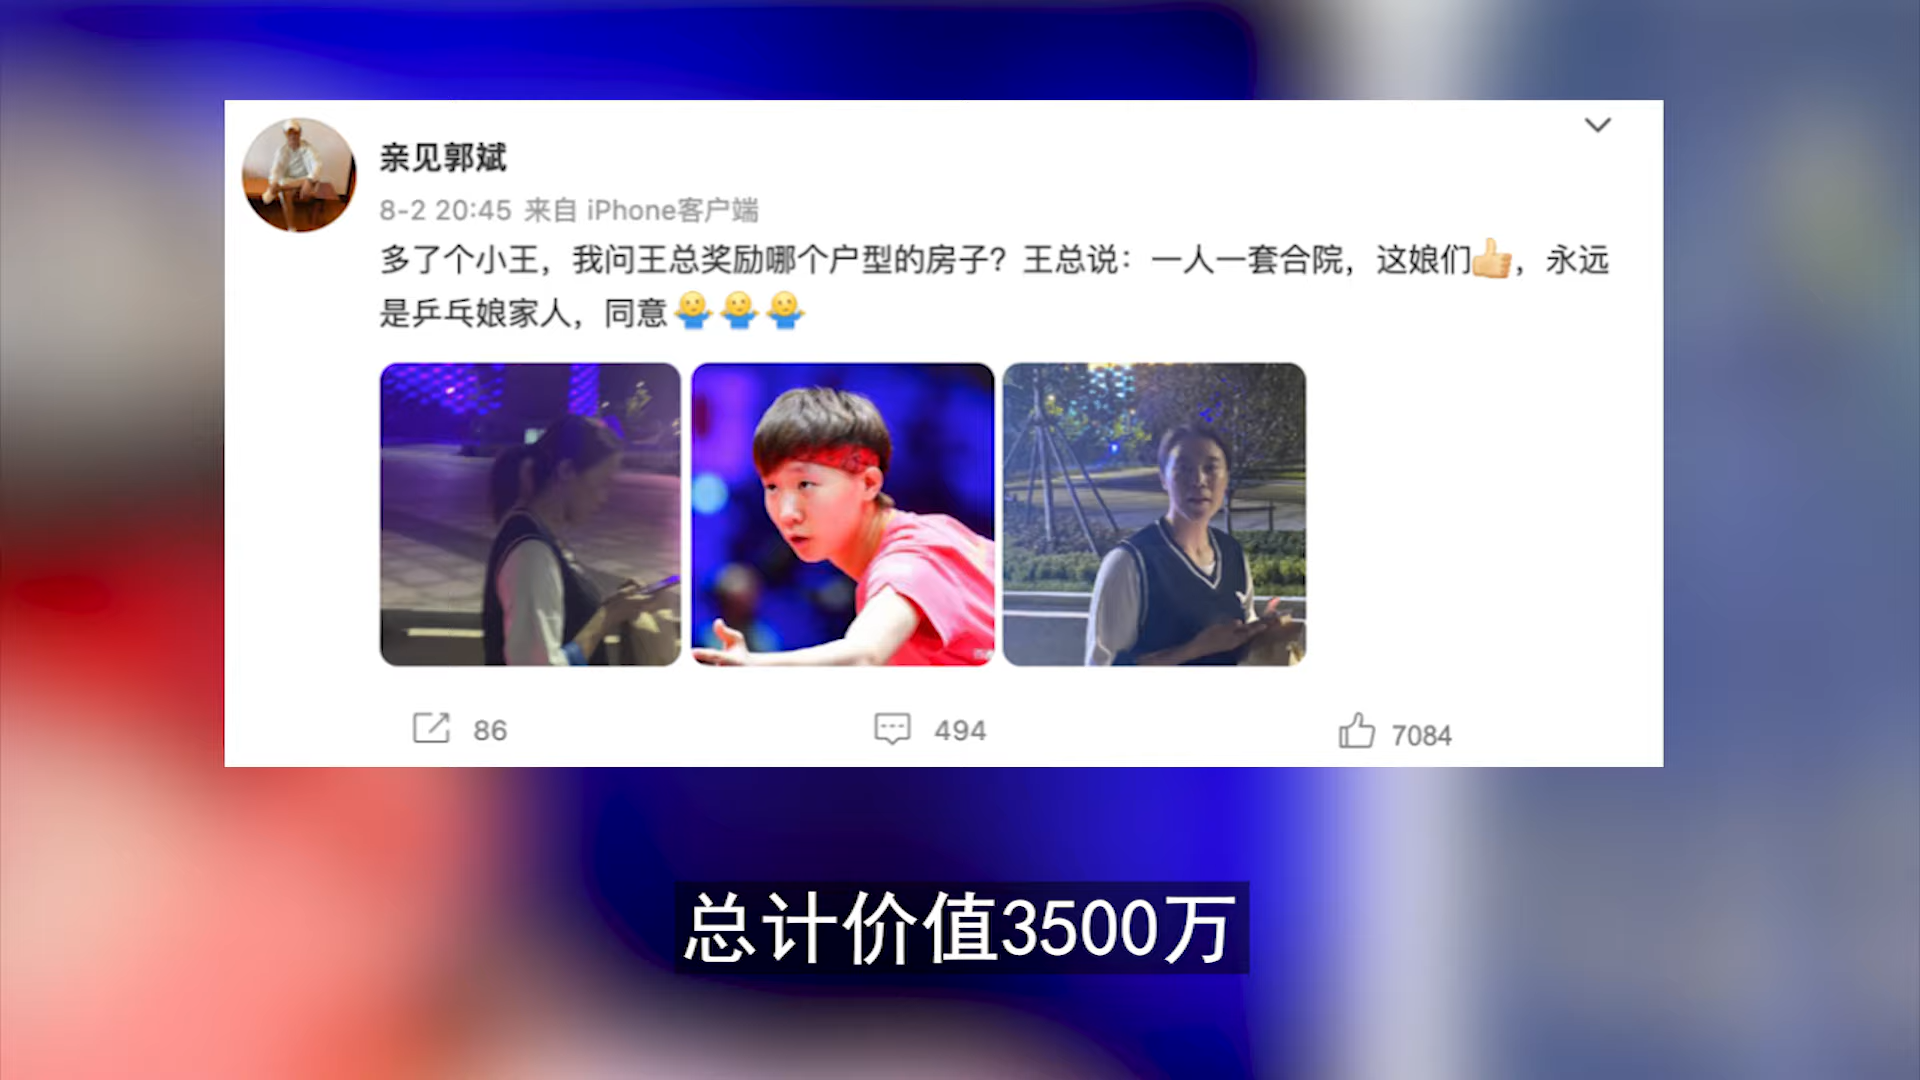 亲见郭斌
8-2 20:45 来自 iPhone客户端
多了个小王，我问王总奖励哪个户型的房子？王总说：一人一套合院，这娘们👍，永远
是乒乓娘家人，同意🤷🤷🤷
86
494
7084
总计价值3500万